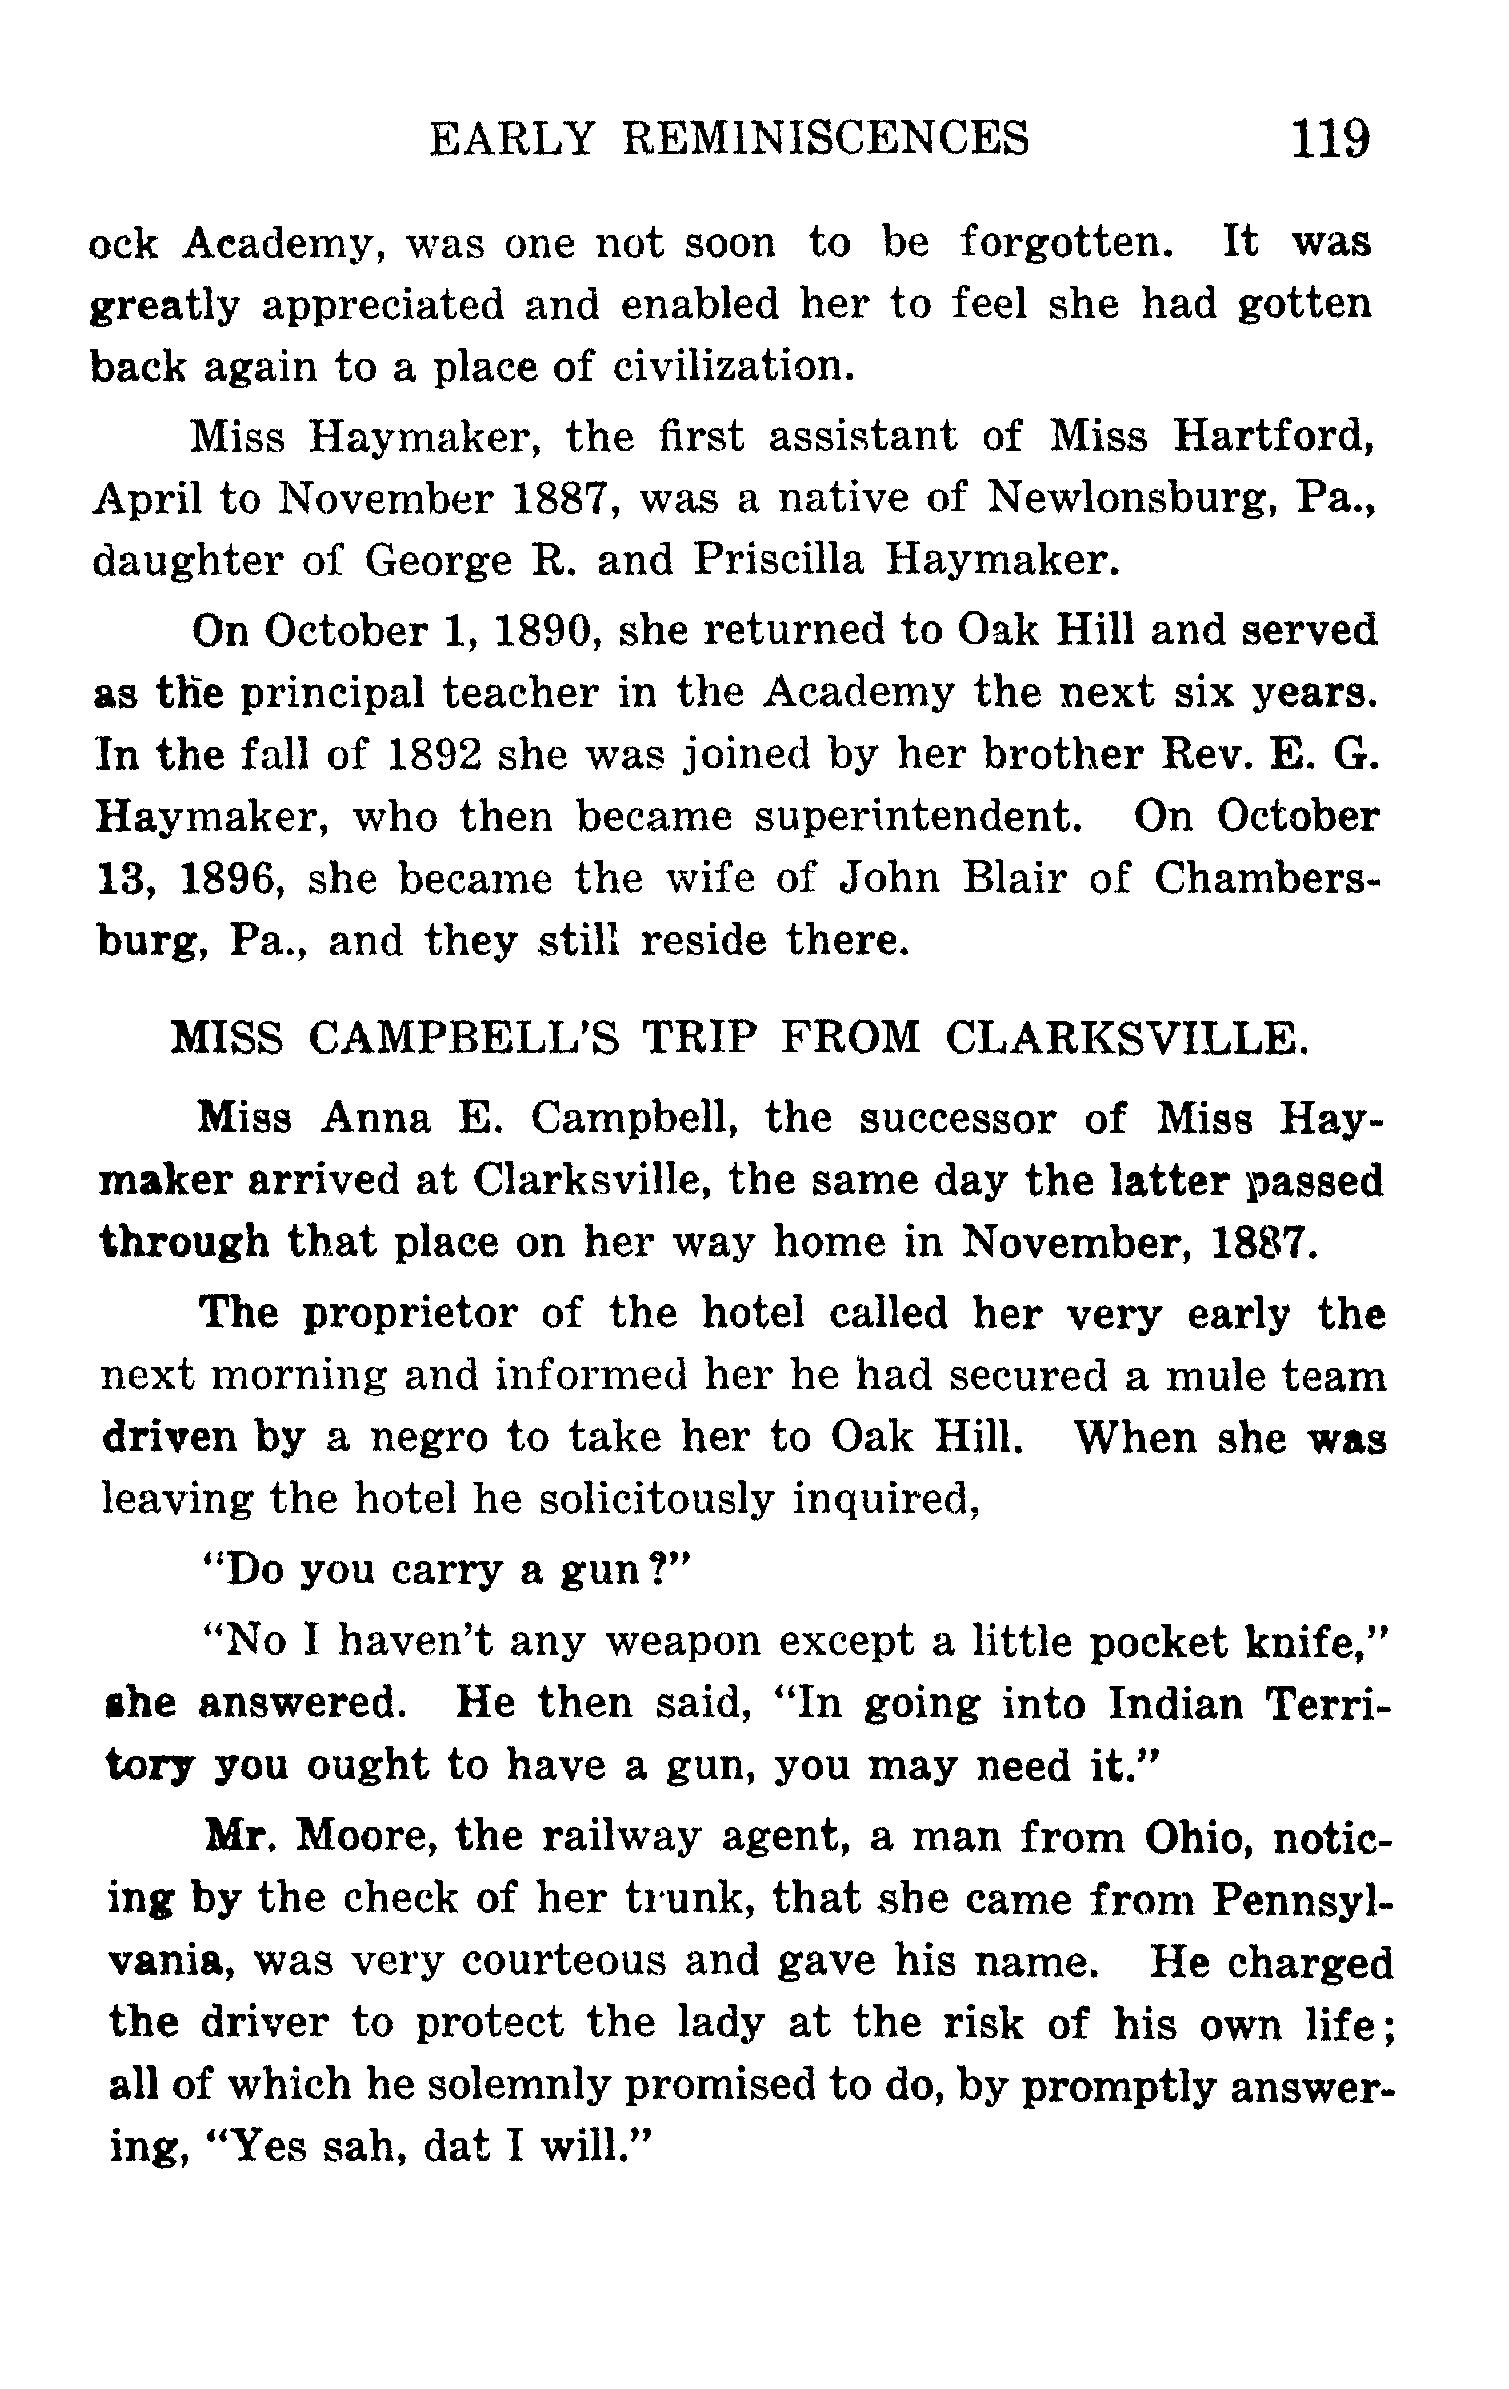 EARLY REMINISCENCES 119
ock Academy, was one not soon to be forgotten. It was
greatly appreciated and enabled her to feel she had gotten
back again to a place of civilization.
Miss Haymaker, the first assistant of Miss Hartford,
April to November 1887, was a native of Newlonsburg, Pa.,
daughter of George R. and Priscilla Haymaker.
On October 1, 1890, she returned to Oak Hill and served
as the principal teacher in the Academy the next six years.
In the fall of 1892 she was joined by her brother Rev. E. G.
Haymaker, who then became superintendent. On October
13, 1896, she became the wife of John Blair of Chambers-
burg, Pa., and they still reside there.
MISS CAMPBELL'S TRIP FROM CLARKSVILLE.
Miss Anna E. Campbell, the successor of Miss Hay-
maker arrived at Clarksville, the same day the latter passed
through that place on her way home in November, 1887.
The proprietor of the hotel called her very early the
next morning and informed her he had secured a mule team
driven by a negro to take her to Oak Hill. When she was
leaving the hotel he solicitously inquired,
"Do you carry a gun?"
"No I haven't any weapon except a little pocket knife,"
she answered. He then said, "In going into Indian Terri-
tory you ought to have a gun, you may need it."
Mr. Moore, the railway agent, a man from Ohio, notic-
ing by the check of her trunk, that she came from Pennsyl-
vania, was very courteous and gave his name. He charged
the driver to protect the lady at the risk of his own life;
all of which he solemnly promised to do, by promptly answer-
ing, "Yes sah, dat I will."